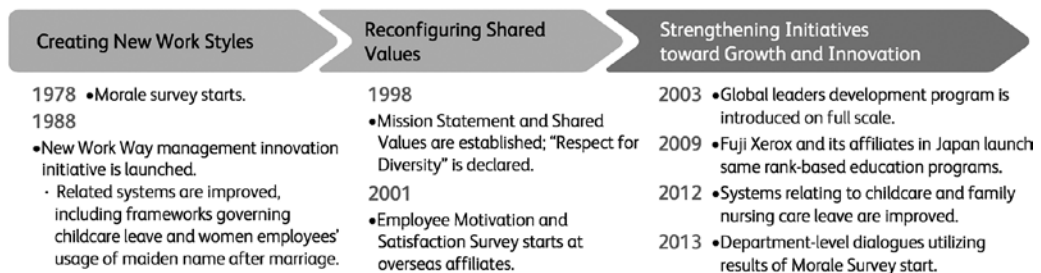 Creating New Work Styles
1978 •Morale survey starts.
1988
•New Work Way management innovation
initiative is launched.
· Related systems are improved,
including frameworks governing
childcare leave and women employees'
usage of maiden name after marriage.
Reconfiguring Shared
Values
1998
•Mission Statement and Shared
Values are established; “Respect for
Diversity” is declared.
2001
•Employee Motivation and
Satisfaction Survey starts at
overseas affiliates.
Strengthening Initiatives
toward Growth and Innovation
2003 •Global leaders development program is
introduced on full scale.
2009 •Fuji Xerox and its affiliates in Japan launch
same rank-based education programs.
2012 •Systems relating to childcare and family
nursing care leave are improved.
2013 •Department-level dialogues utilizing
results of Morale Survey start.